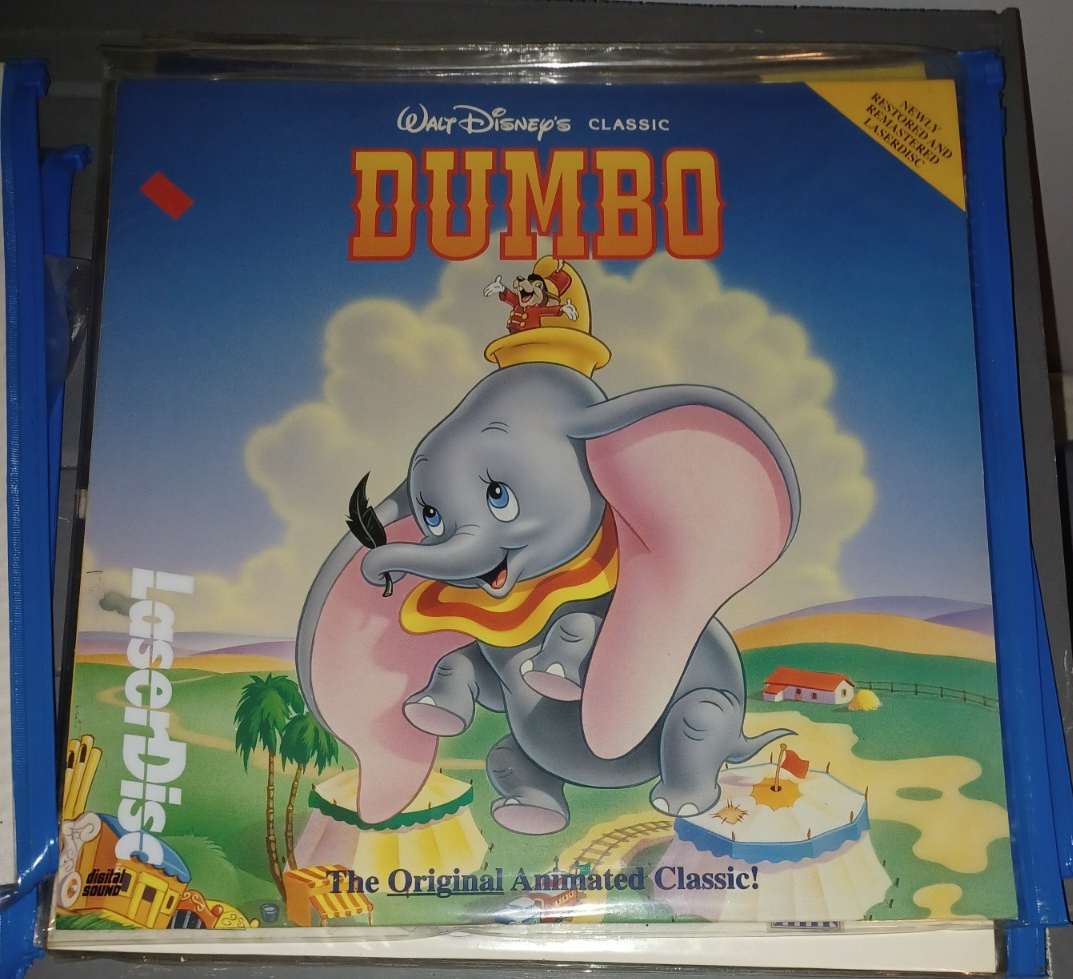 Walt Disney's CLASSIC
DUMBO
NEWLY
RESTORED AND
REMASTERED
LASERDISC
LaserDisc
digital
SOUND
The Original Animated Classic!